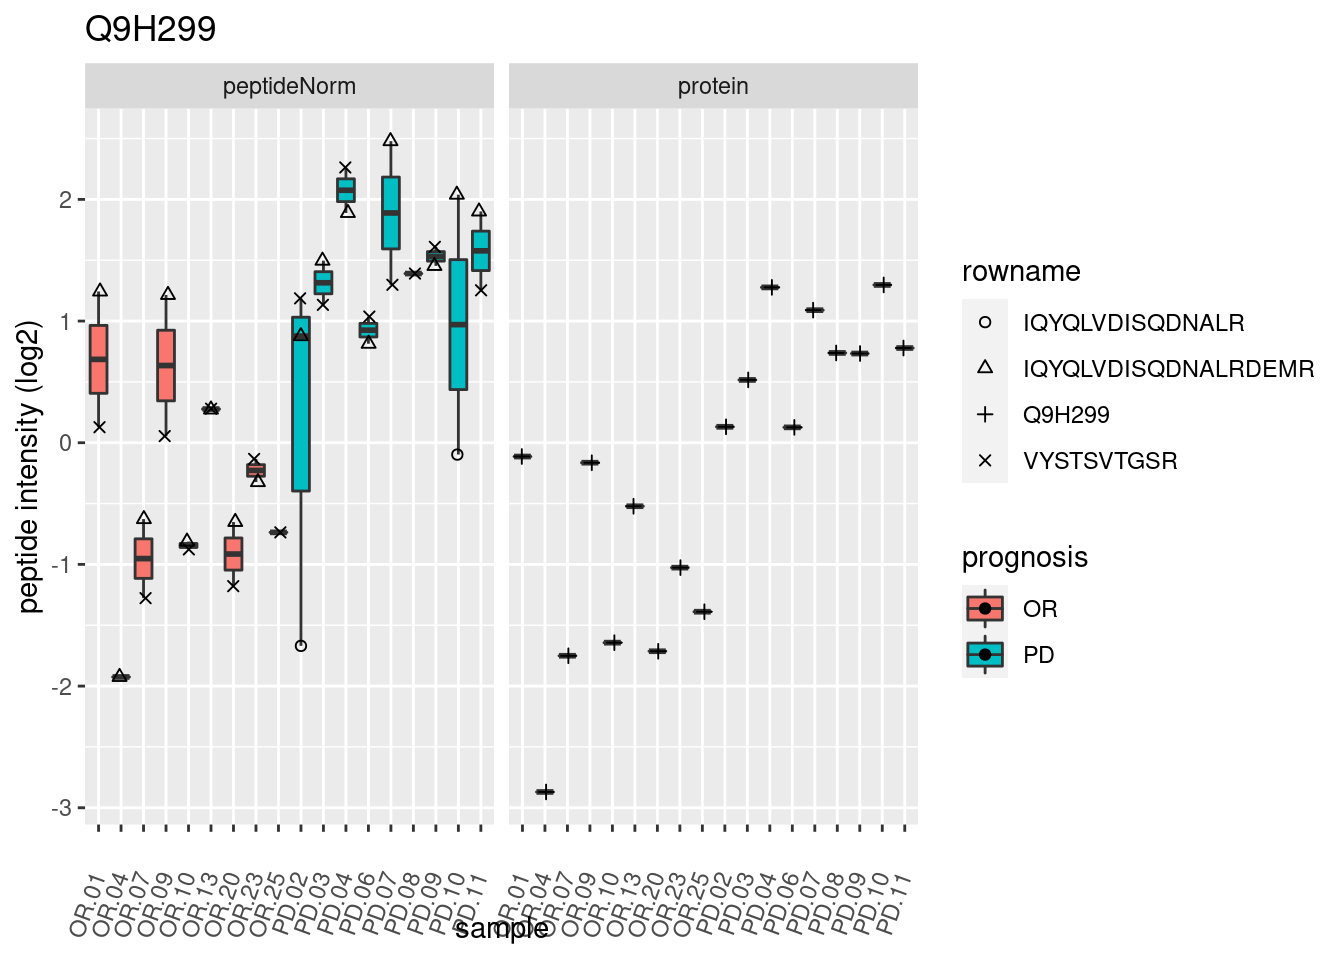 Q9H299
peptideNorm
protein
peptide intensity (log2)
2
1
0
-1
-2
-3
OR.01
OR.04
OR.07
OR.09
OR.10
OR.13
OR.20
OR.23
OR.25
PD.02
PD.03
PD.04
PD.06
PD.07
PD.08
PD.09
PD.10
PD.11
OR.01
OR.04
OR.07
OR.09
OR.10
OR.13
OR.20
OR.23
OR.25
PD.02
PD.03
PD.04
PD.06
PD.07
PD.08
PD.09
PD.10
PD.11
sample
rowname
IQYQLVDISQDNALR
IQYQLVDISQDNALRDEMR
Q9H299
VYSTSVTGSR
prognosis
OR
PD